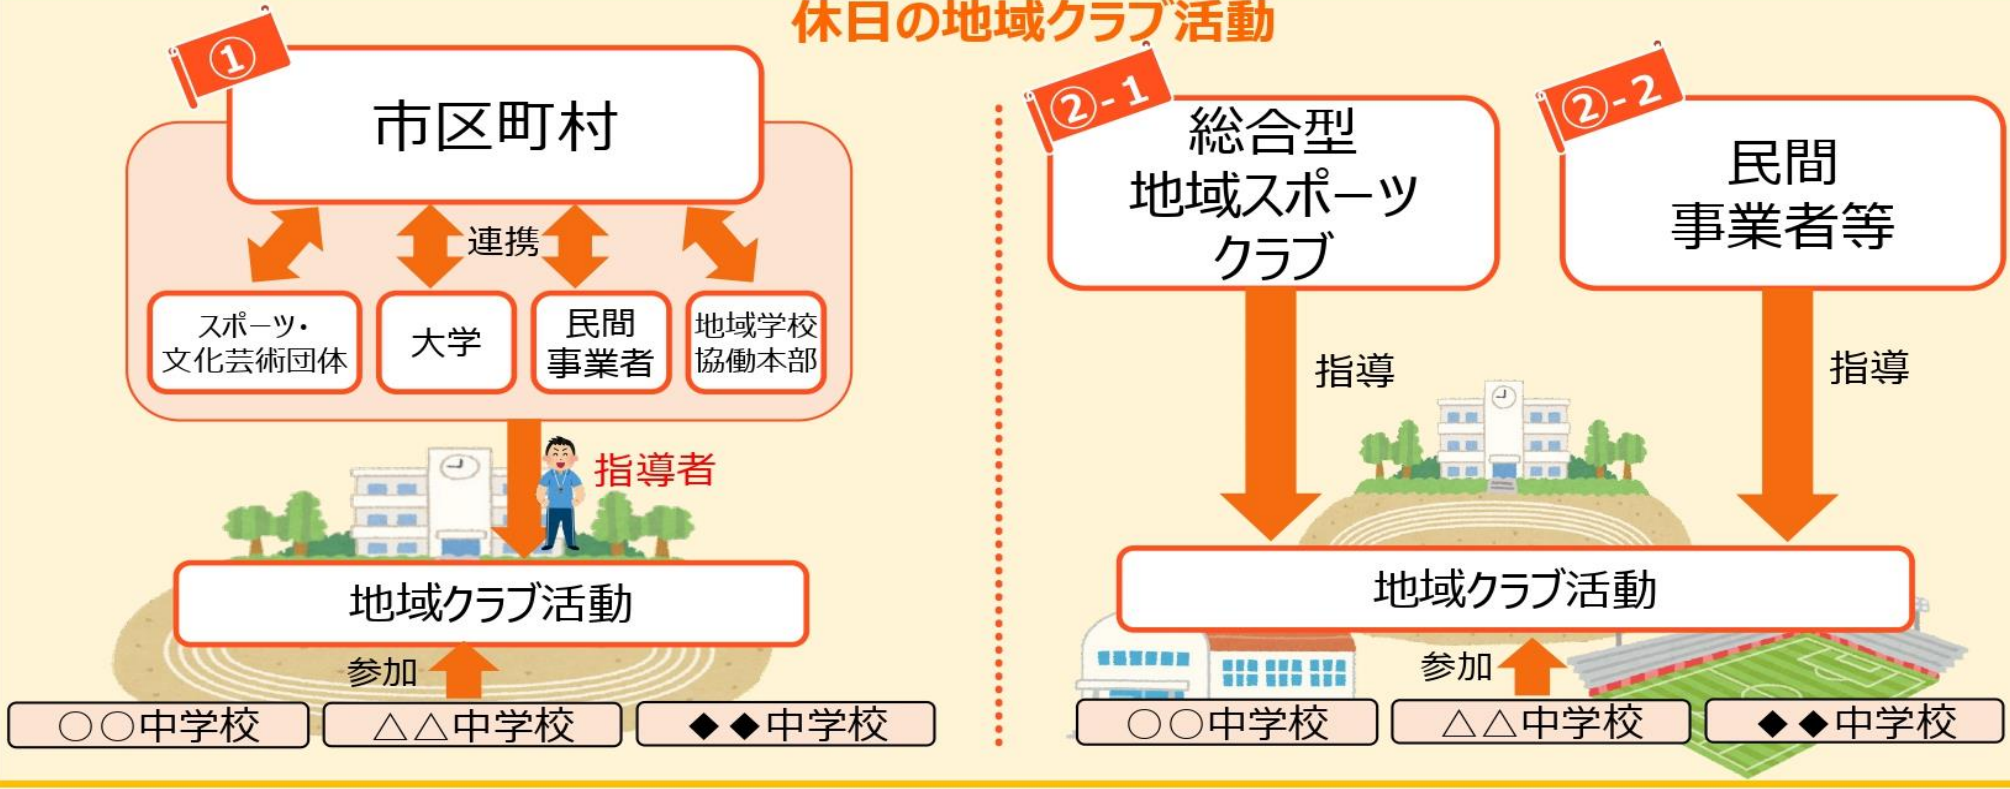 休日の地域クラブ活動
①
市区町村
連携
スポーツ・
文化芸術団体
大学
民間
事業者
地域学校
協働本部
指導者
地域クラブ活動
参加
○○中学校
△△中学校
◆◆中学校
②-1
総合型
地域スポーツ
クラブ
②-2
民間
事業者等
指導
指導
地域クラブ活動
参加
○○中学校
△△中学校
◆◆中学校